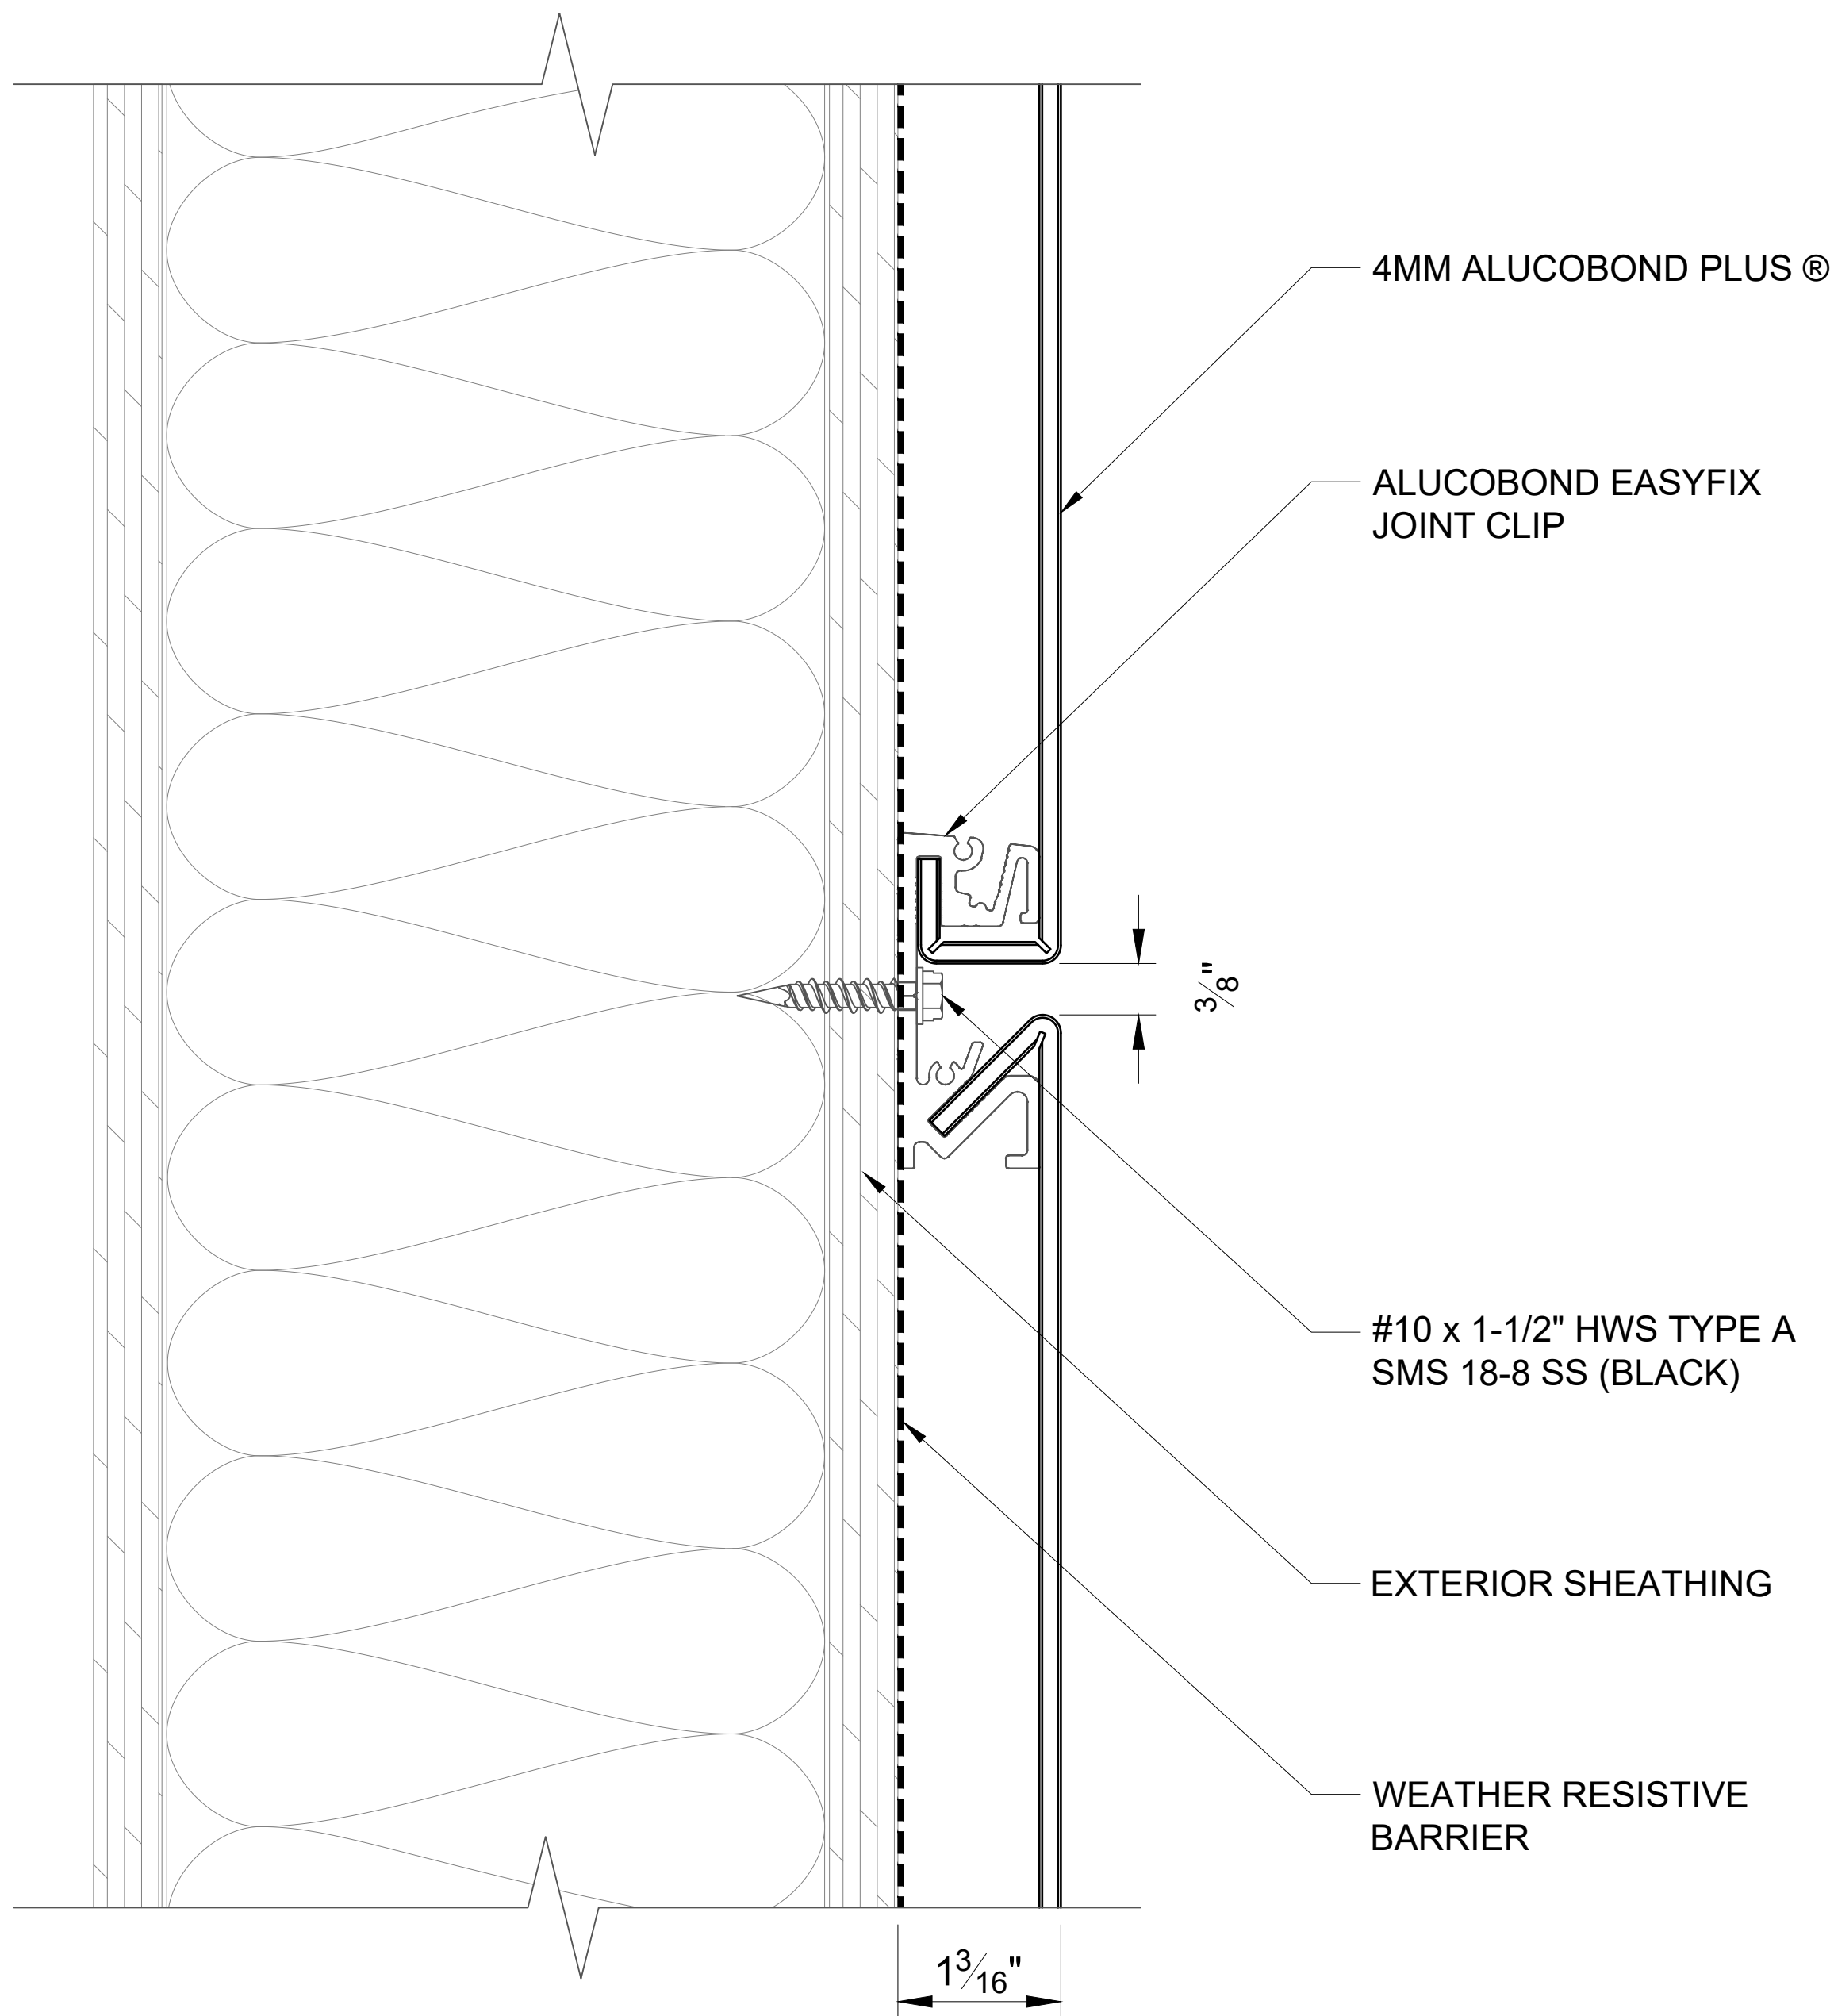 4MM ALUCOBOND PLUS ®
ALUCOBOND EASYFIX
JOINT CLIP
3/8"
#10 x 1-1/2" HWS TYPE A
SMS 18-8 SS (BLACK)
EXTERIOR SHEATHING
WEATHER RESISTIVE
BARRIER
1 3/16"